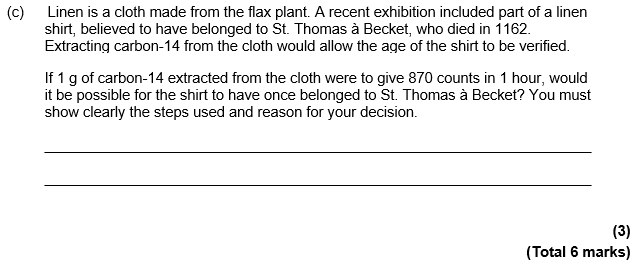 (c) Linen is a cloth made from the flax plant. A recent exhibition included part of a linen
shirt, believed to have belonged to St. Thomas à Becket, who died in 1162.
Extracting carbon-14 from the cloth would allow the age of the shirt to be verified.
If 1 g of carbon-14 extracted from the cloth were to give 870 counts in 1 hour, would
it be possible for the shirt to have once belonged to St. Thomas à Becket? You must
show clearly the steps used and reason for your decision.
(3)
(Total 6 marks)